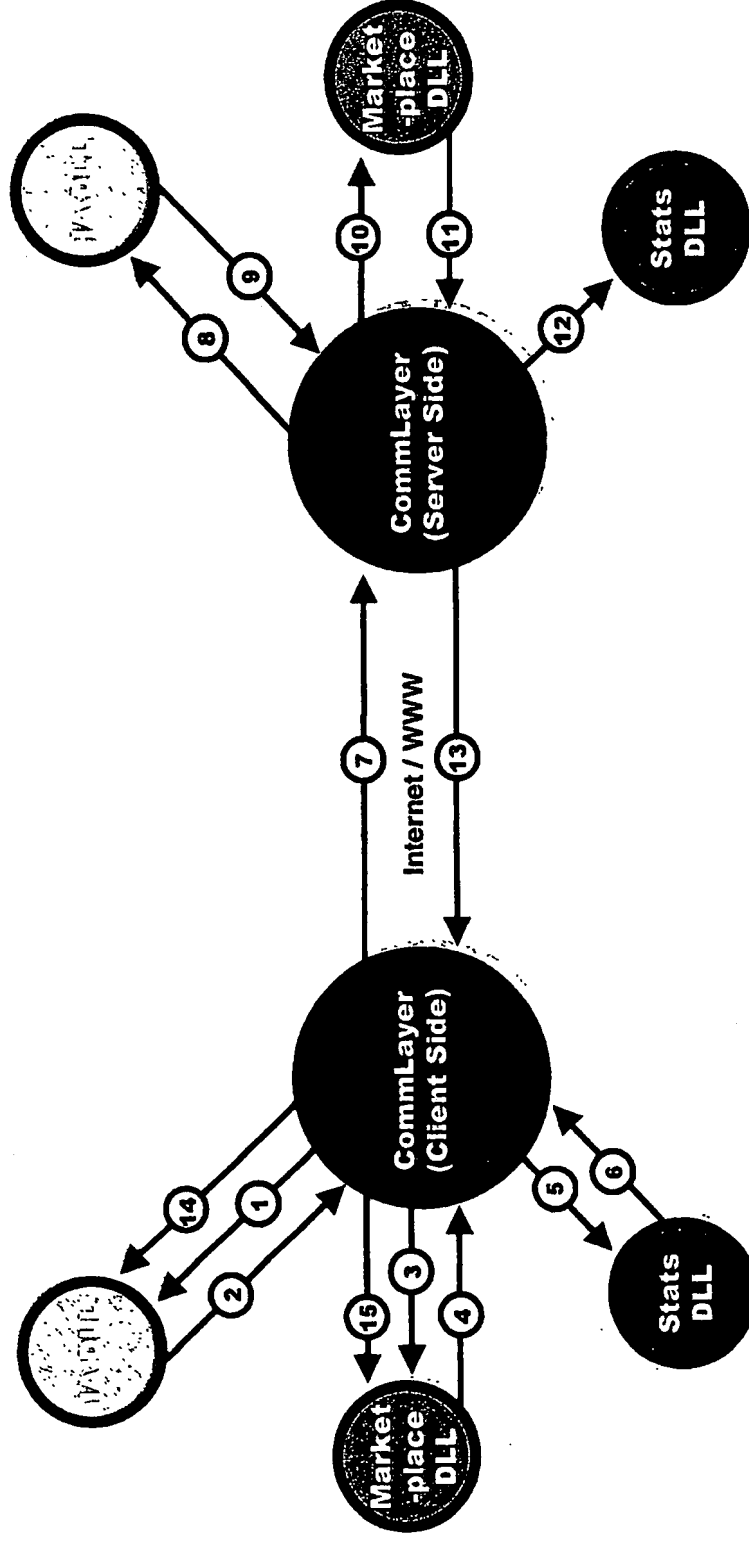 14
1
2
15
3
4
Market
-place
DLL
5
6
Stats
DLL
CommLayer
(Client Side)
7
Internet / WWW
13
CommLayer
(Server Side)
8
9
10
11
Market
-place
DLL
12
Stats
DLL